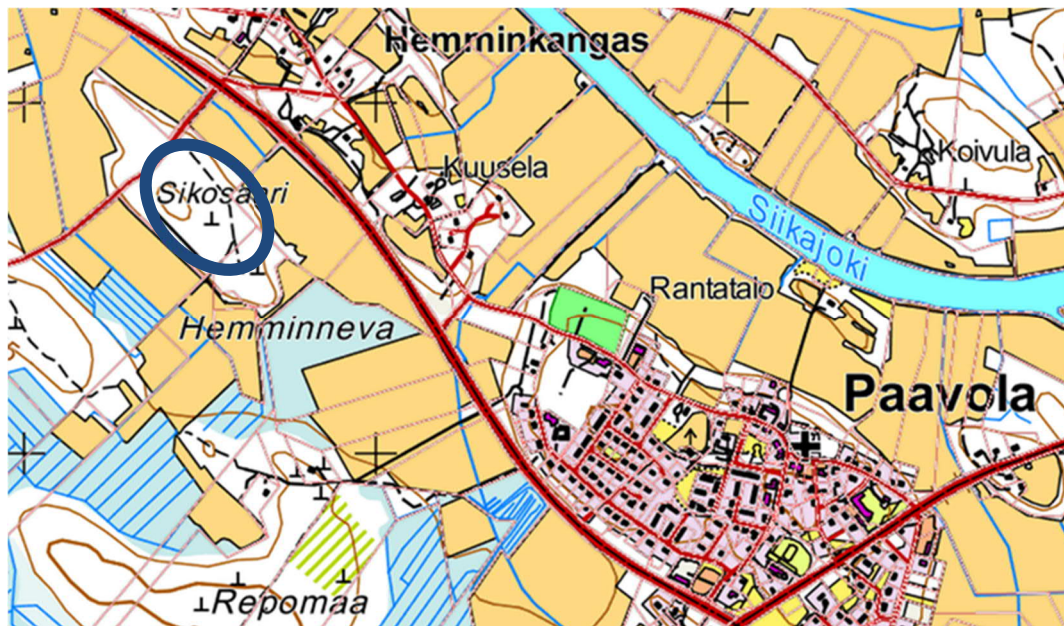 Hemminkangas
Koivula
Kuusela
Sikosaari
Siikajoki
Rantatalo
Hemminneva
Paavola
Repomaa